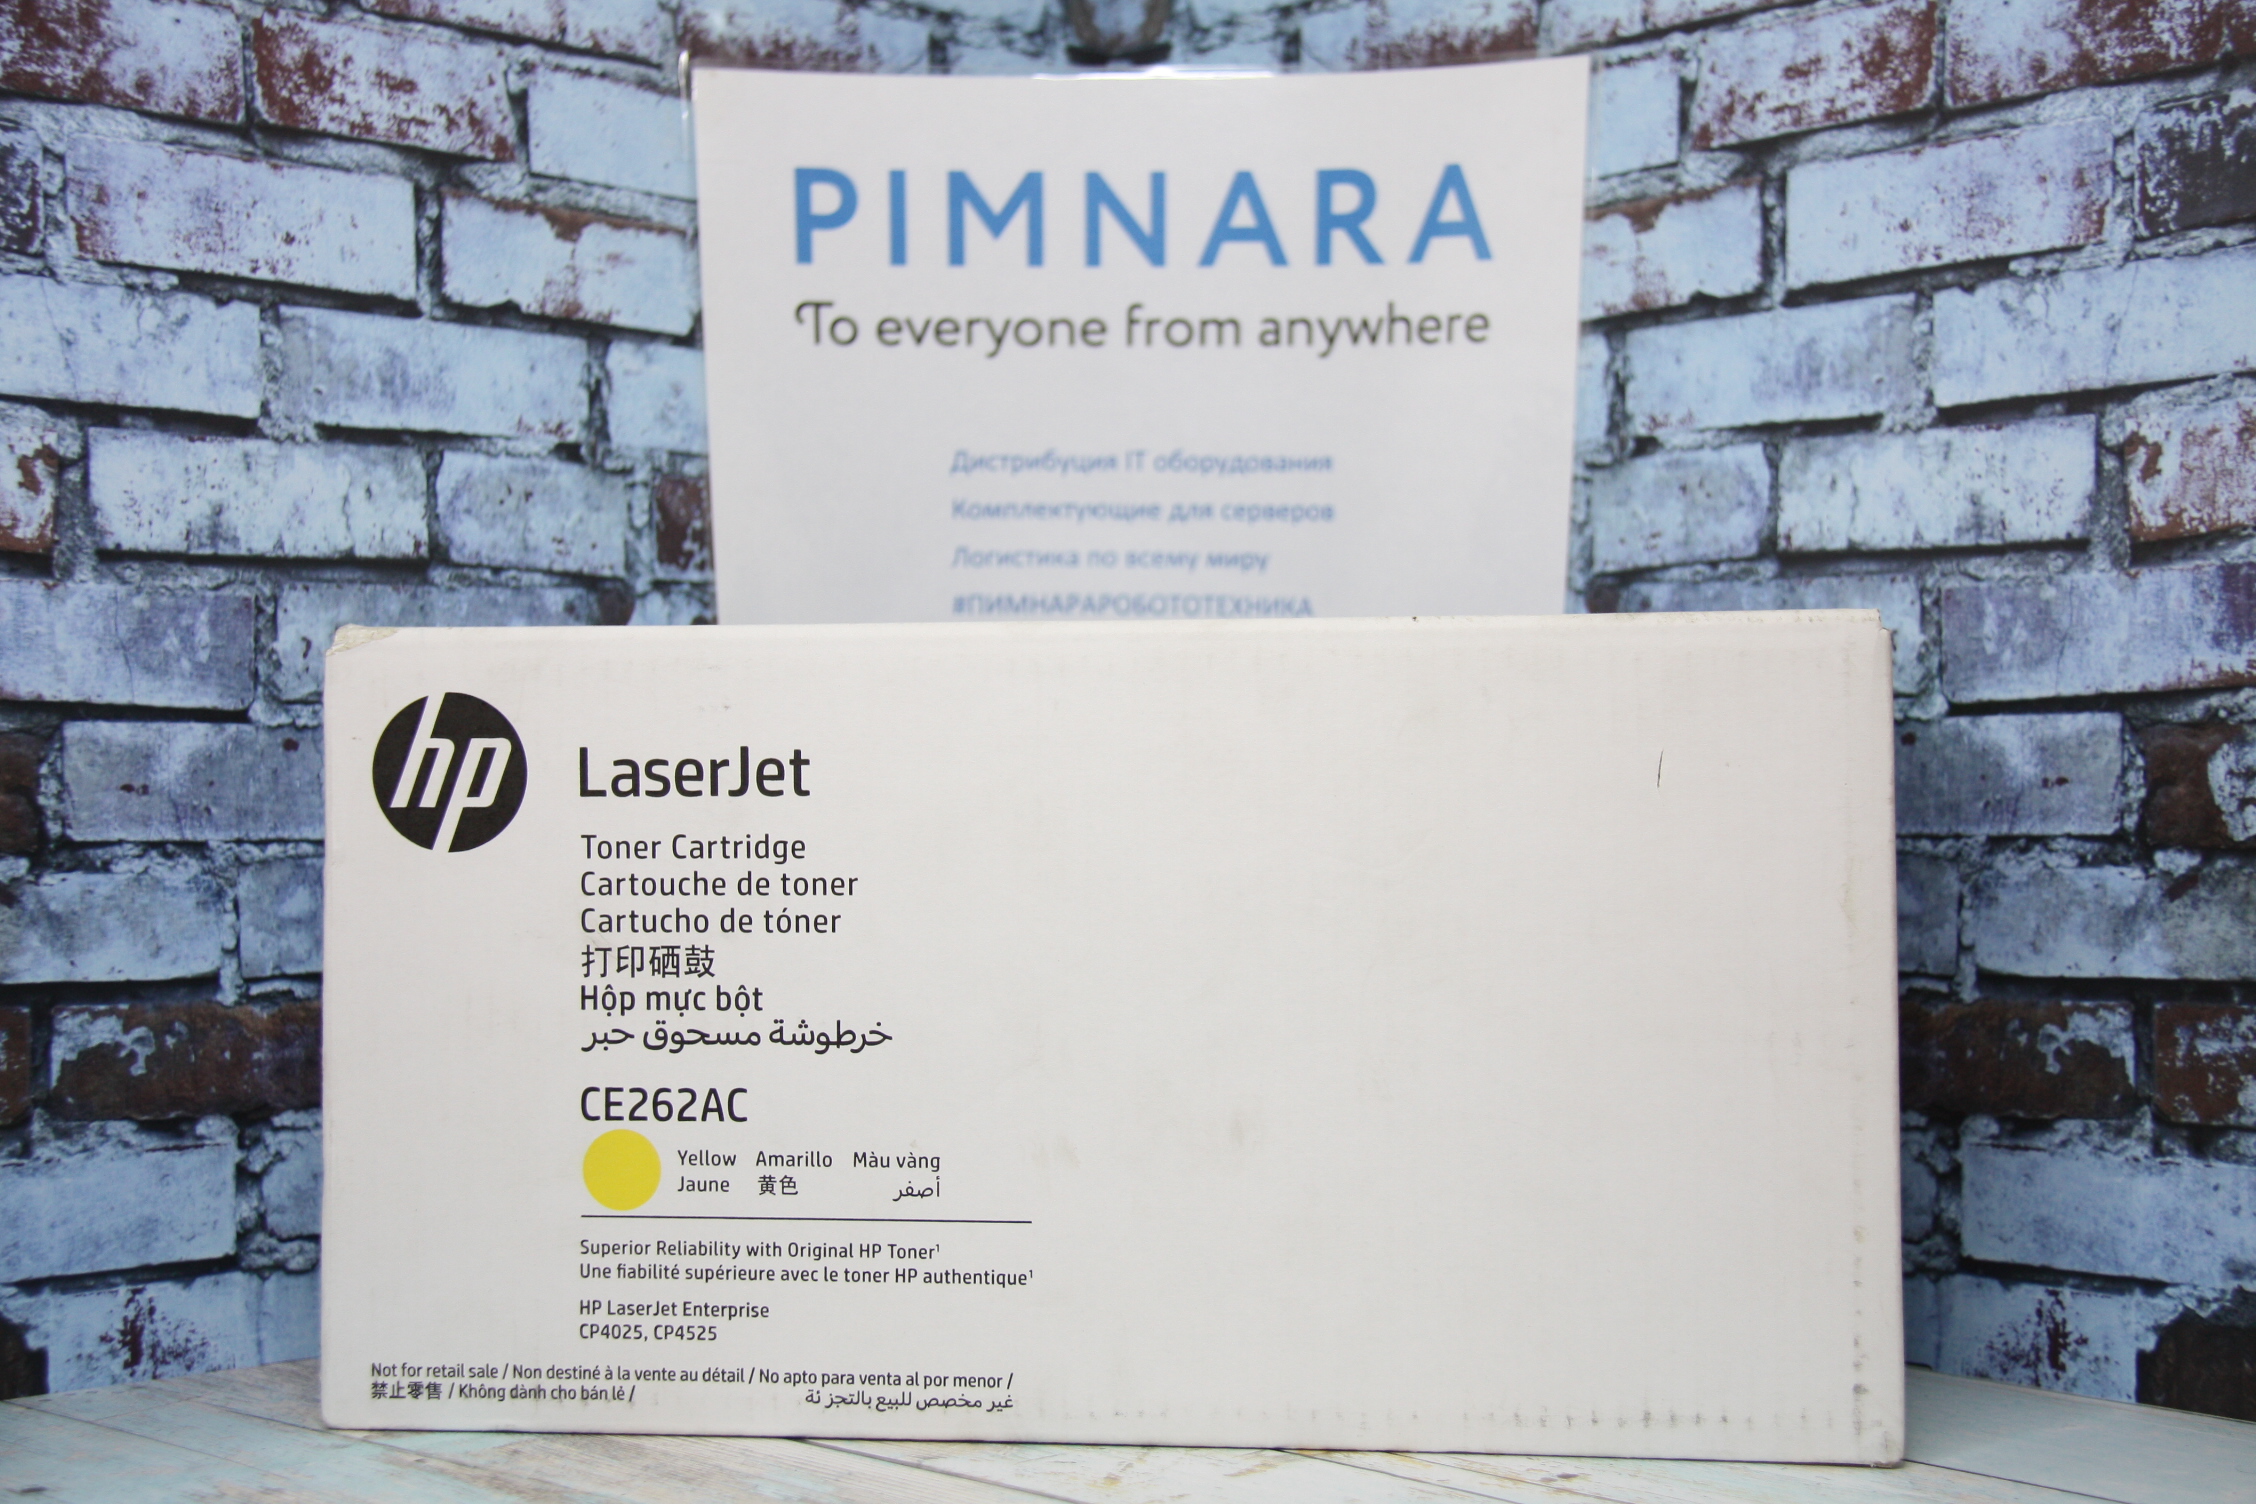 PIMNARA
To everyone from anywhere
Дистрибуция IT оборудования
Комплектующие для серверов
Логистика по всему миру
#ПИМНАРАРОБОТОТЕХНИКА
hp
LaserJet
Toner Cartridge
Cartouche de toner
Cartucho de tóner
打印硒鼓
Hộp mực bột
خرطوشة مسحوق حبر
CE262AC
Yellow Amarillo Màu vàng
Jaune 黄色 أصفر
Superior Reliability with Original HP Toner¹
Une fiabilité supérieure avec le toner HP authentique¹
HP LaserJet Enterprise
CP4025, CP4525
Not for retail sale / Non destiné à la vente au détail / No apto para venta al por menor /
禁止零售 / Không dành cho bán lẻ / غير مخصص للبيع بالتجزئة